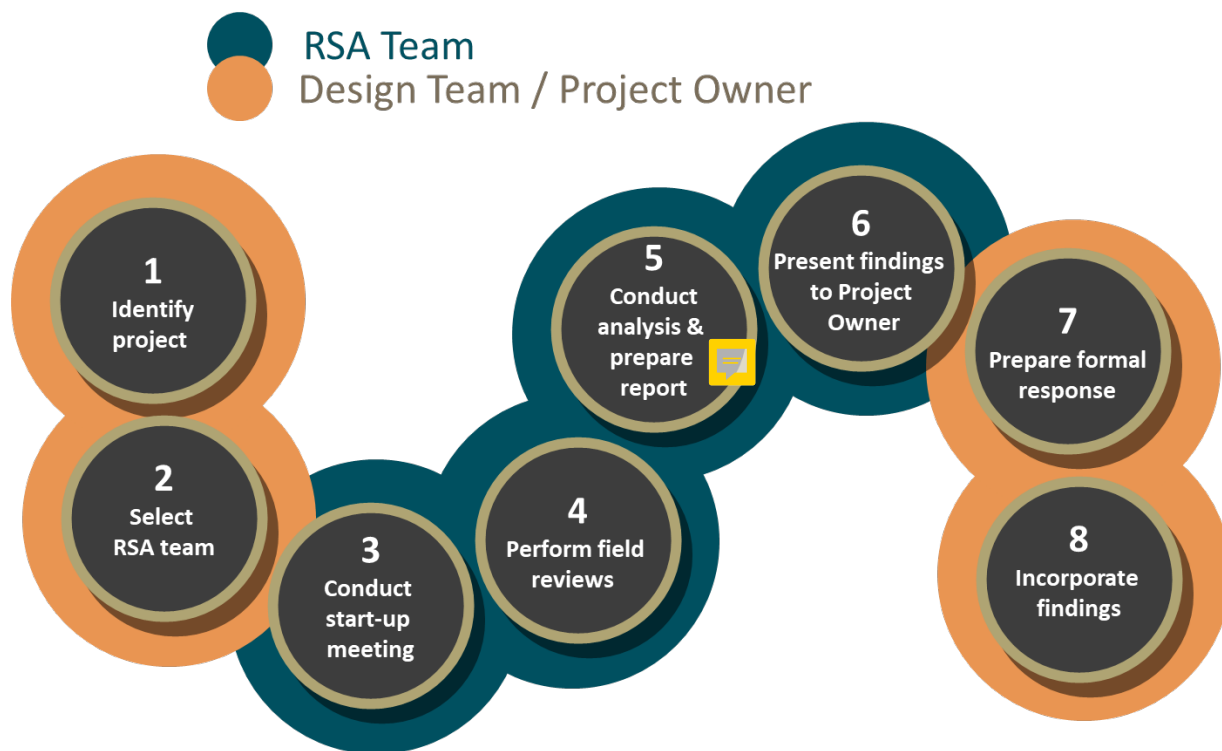 RSA Team
Design Team / Project Owner
1
Identify
project
2
Select
RSA team
3
Conduct
start-up
meeting
4
Perform field
reviews
5
Conduct
analysis &
prepare
report
6
Present findings
to Project
Owner
7
Prepare formal
response
8
Incorporate
findings